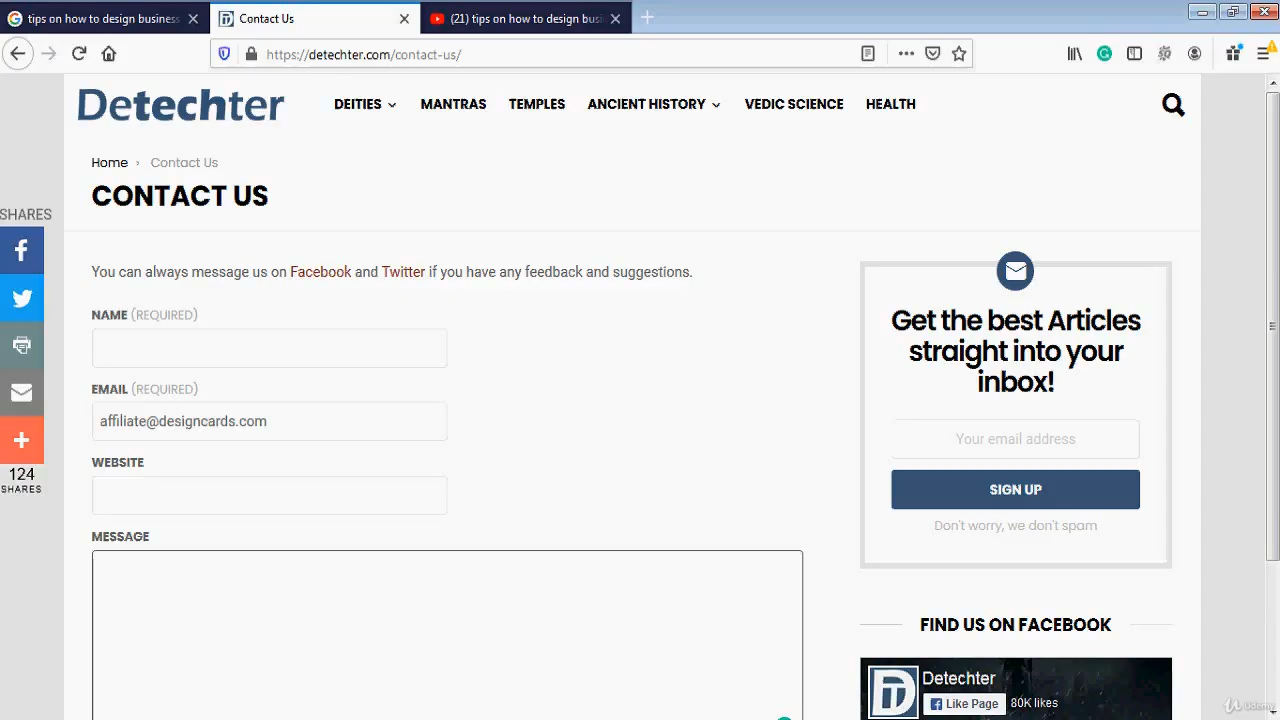 tips on how to design business
Contact Us
(21) tips on how to design busi
https://detechter.com/contact-us/
Detechter
DEITIES
MANTRAS
TEMPLES
ANCIENT HISTORY
VEDIC SCIENCE
HEALTH
Home › Contact Us
CONTACT US
SHARES
124
SHARES
You can always message us on Facebook and Twitter if you have any feedback and suggestions.
NAME (REQUIRED)
EMAIL (REQUIRED)
affiliate@designcards.com
WEBSITE
MESSAGE
Get the best Articles
straight into your
inbox!
Your email address
SIGN UP
Don't worry, we don't spam
FIND US ON FACEBOOK
Detechter
Like Page
80K likes
Udemy